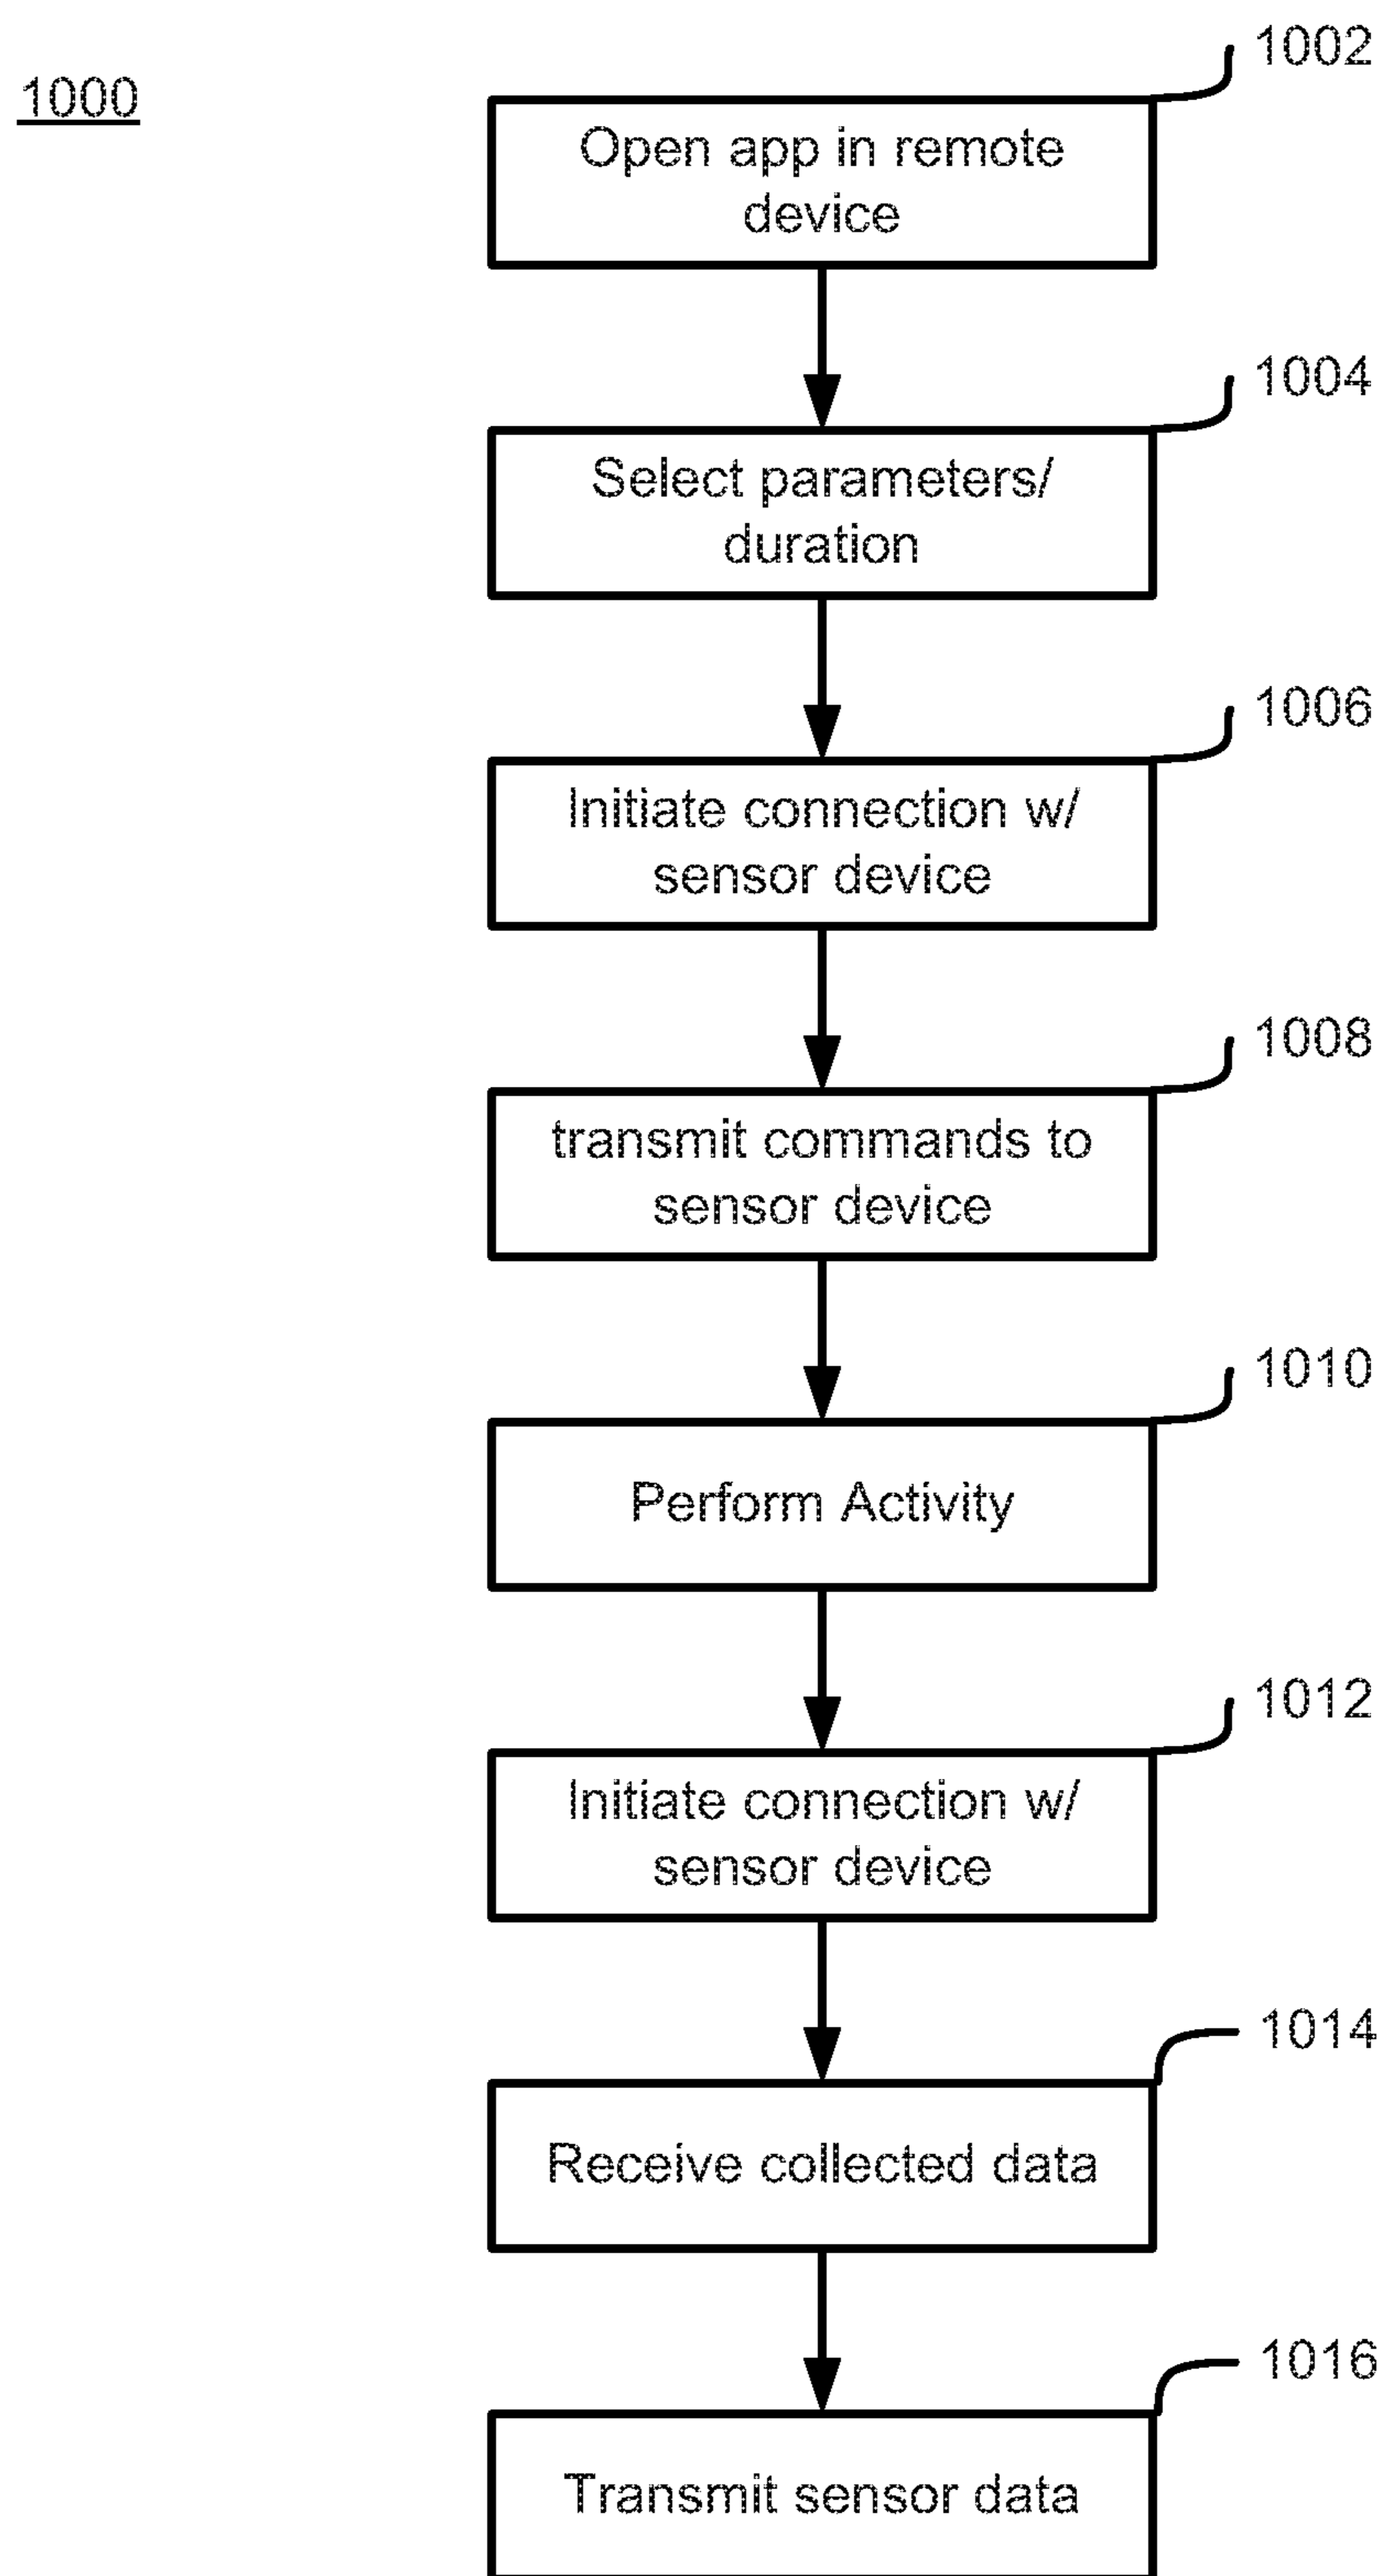 1000
1002
Open app in remote
device
1004
Select parameters/
duration
1006
Initiate connection w/
sensor device
1008
transmit commands to
sensor device
1010
Perform Activity
1012
Initiate connection w/
sensor device
1014
Receive collected data
1016
Transmit sensor data